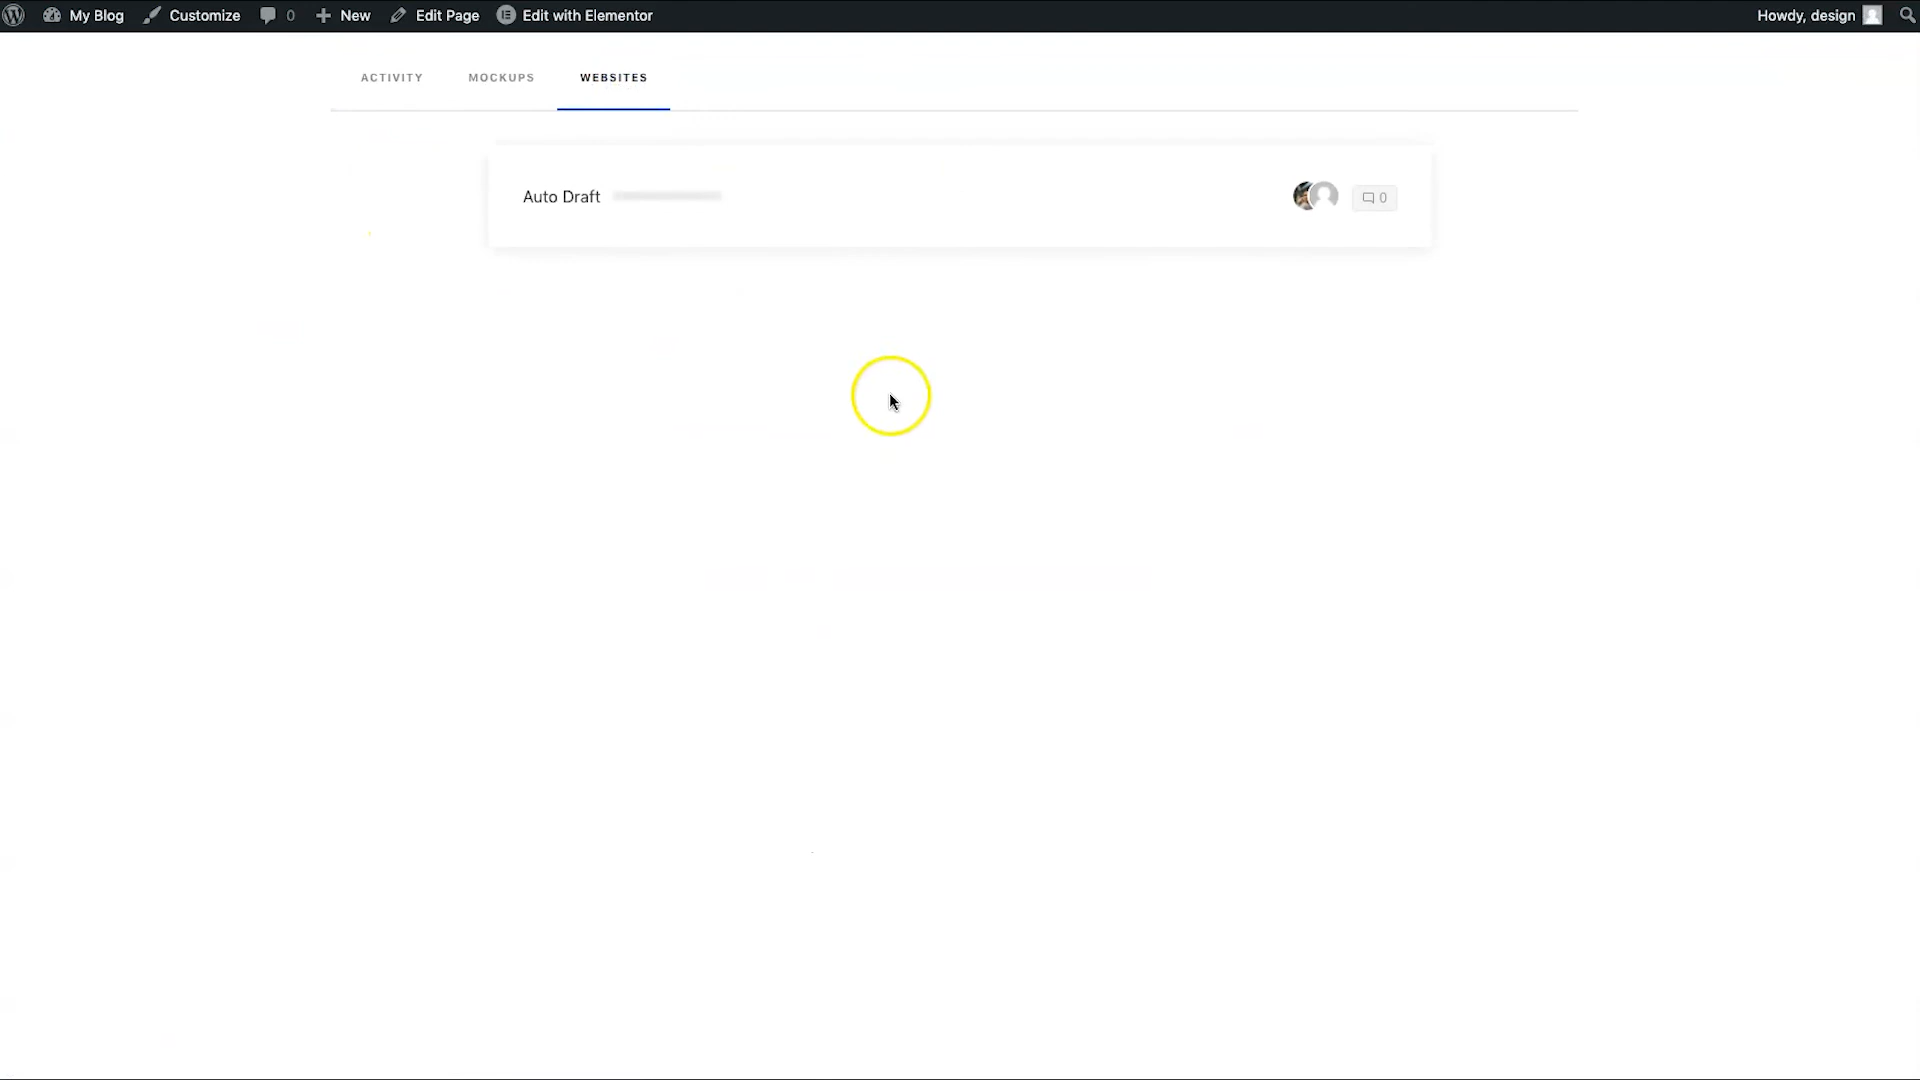 My Blog Customize 0 New Edit Page Edit with Elementor Howdy, design
ACTIVITY MOCKUPS WEBSITES
Auto Draft 0